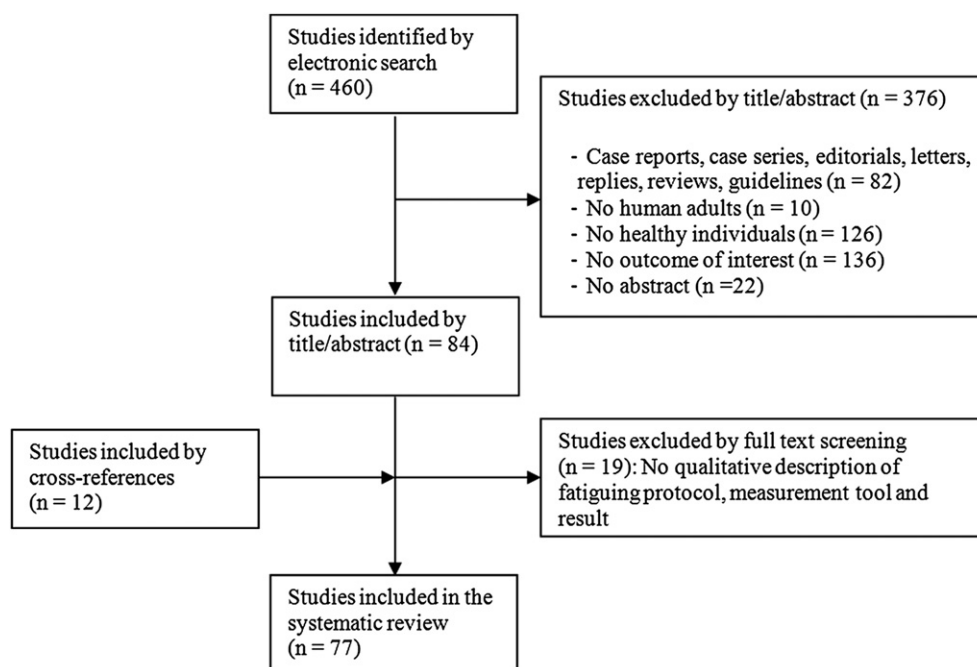 Studies identified by
electronic search
(n = 460)
Studies excluded by title/abstract (n = 376)
- Case reports, case series, editorials, letters,
replies, reviews, guidelines (n = 82)
- No human adults (n = 10)
- No healthy individuals (n = 126)
- No outcome of interest (n = 136)
- No abstract (n =22)
Studies included by
title/abstract (n = 84)
Studies included by
cross-references
(n = 12)
Studies excluded by full text screening
(n = 19): No qualitative description of
fatiguing protocol, measurement tool and
result
Studies included in the
systematic review
(n = 77)